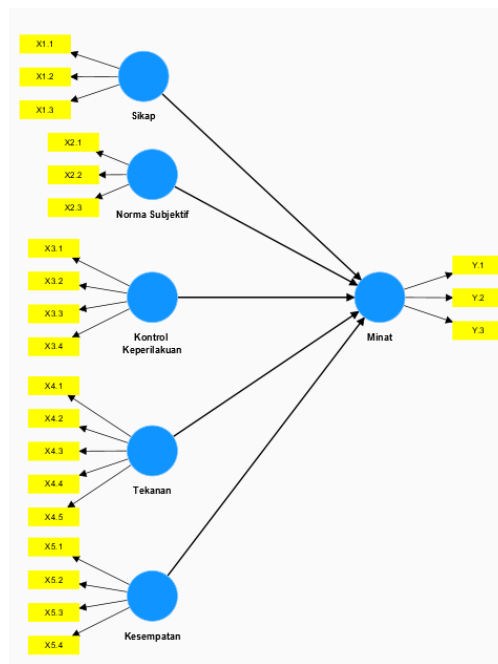 X1.1
X1.2
X1.3
Sikap
X2.1
X2.2
X2.3
Norma Subjektif
X3.1
X3.2
X3.3
X3.4
Kontrol
Keperilakuan
Y.1
Y.2
Y.3
Minat
X4.1
X4.2
X4.3
X4.4
X4.5
Tekanan
X5.1
X5.2
X5.3
X5.4
Kesempatan